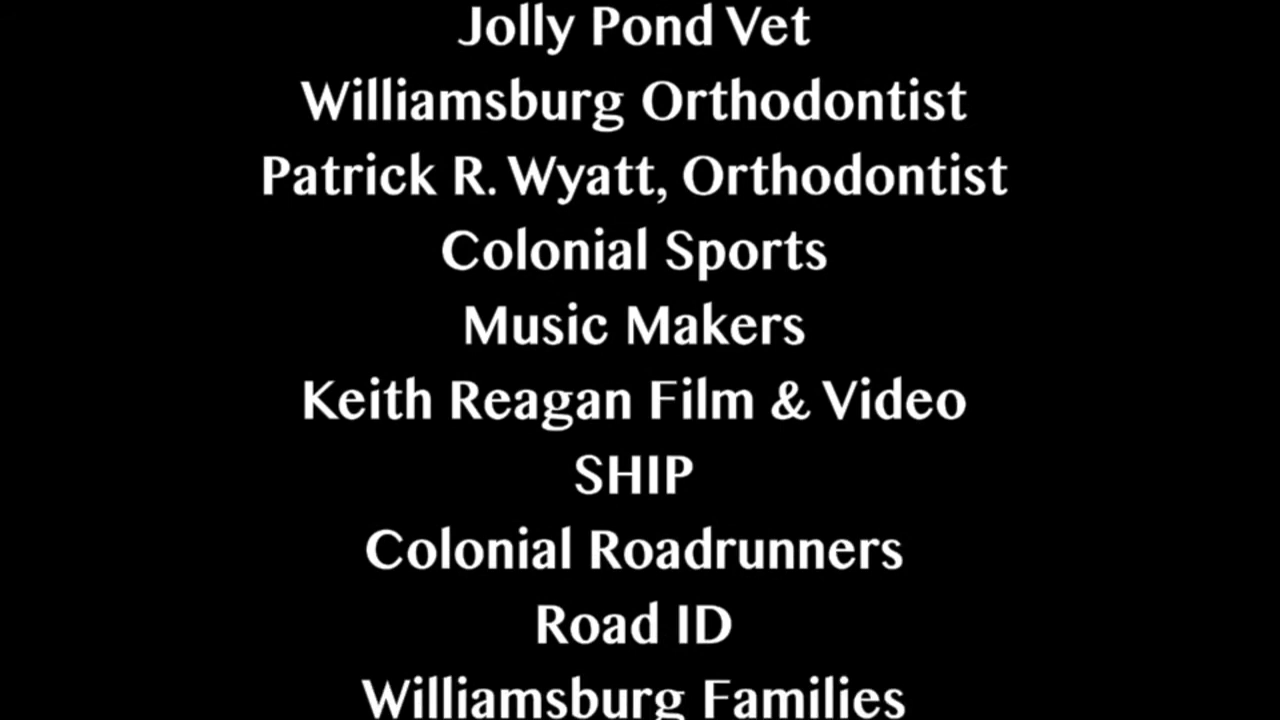 Jolly Pond Vet
Williamsburg Orthodontist
Patrick R. Wyatt, Orthodontist
Colonial Sports
Music Makers
Keith Reagan Film & Video
SHIP
Colonial Roadrunners
Road ID
Williamsburg Families